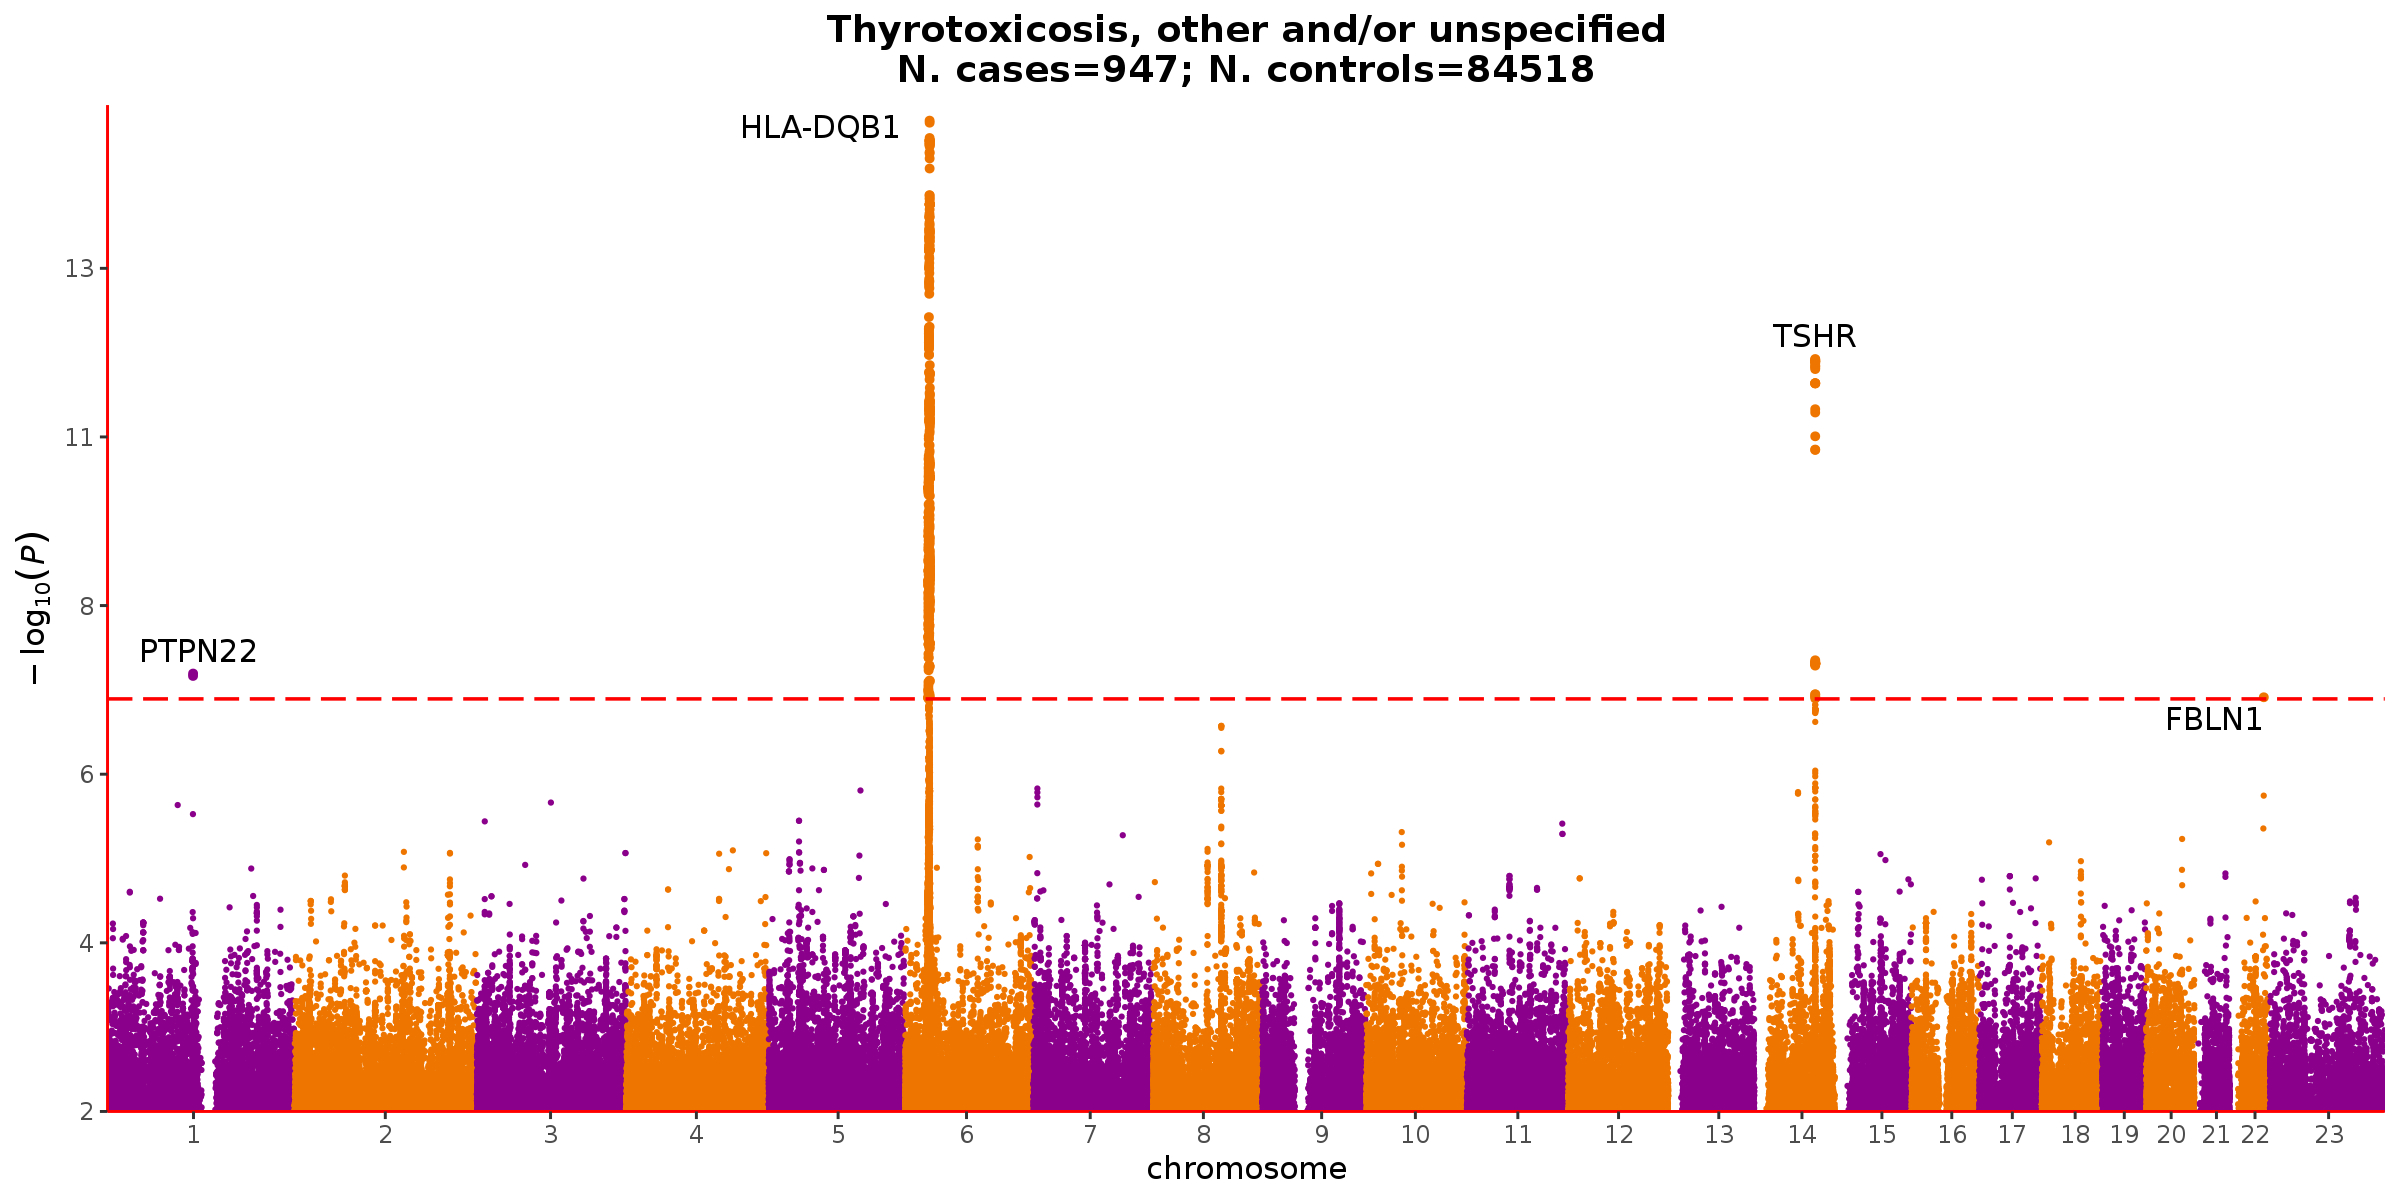 Thyrotoxicosis, other and/or unspecified
N. cases=947; N. controls=84518
HLA-DQB1
TSHR
PTPN22
FBLN1
−log₁₀(P)
13
11
8
6
4
2
1 2 3 4 5 6 7 8 9 10 11 12 13 14 15 16 17 18 19 20 21 22 23
chromosome